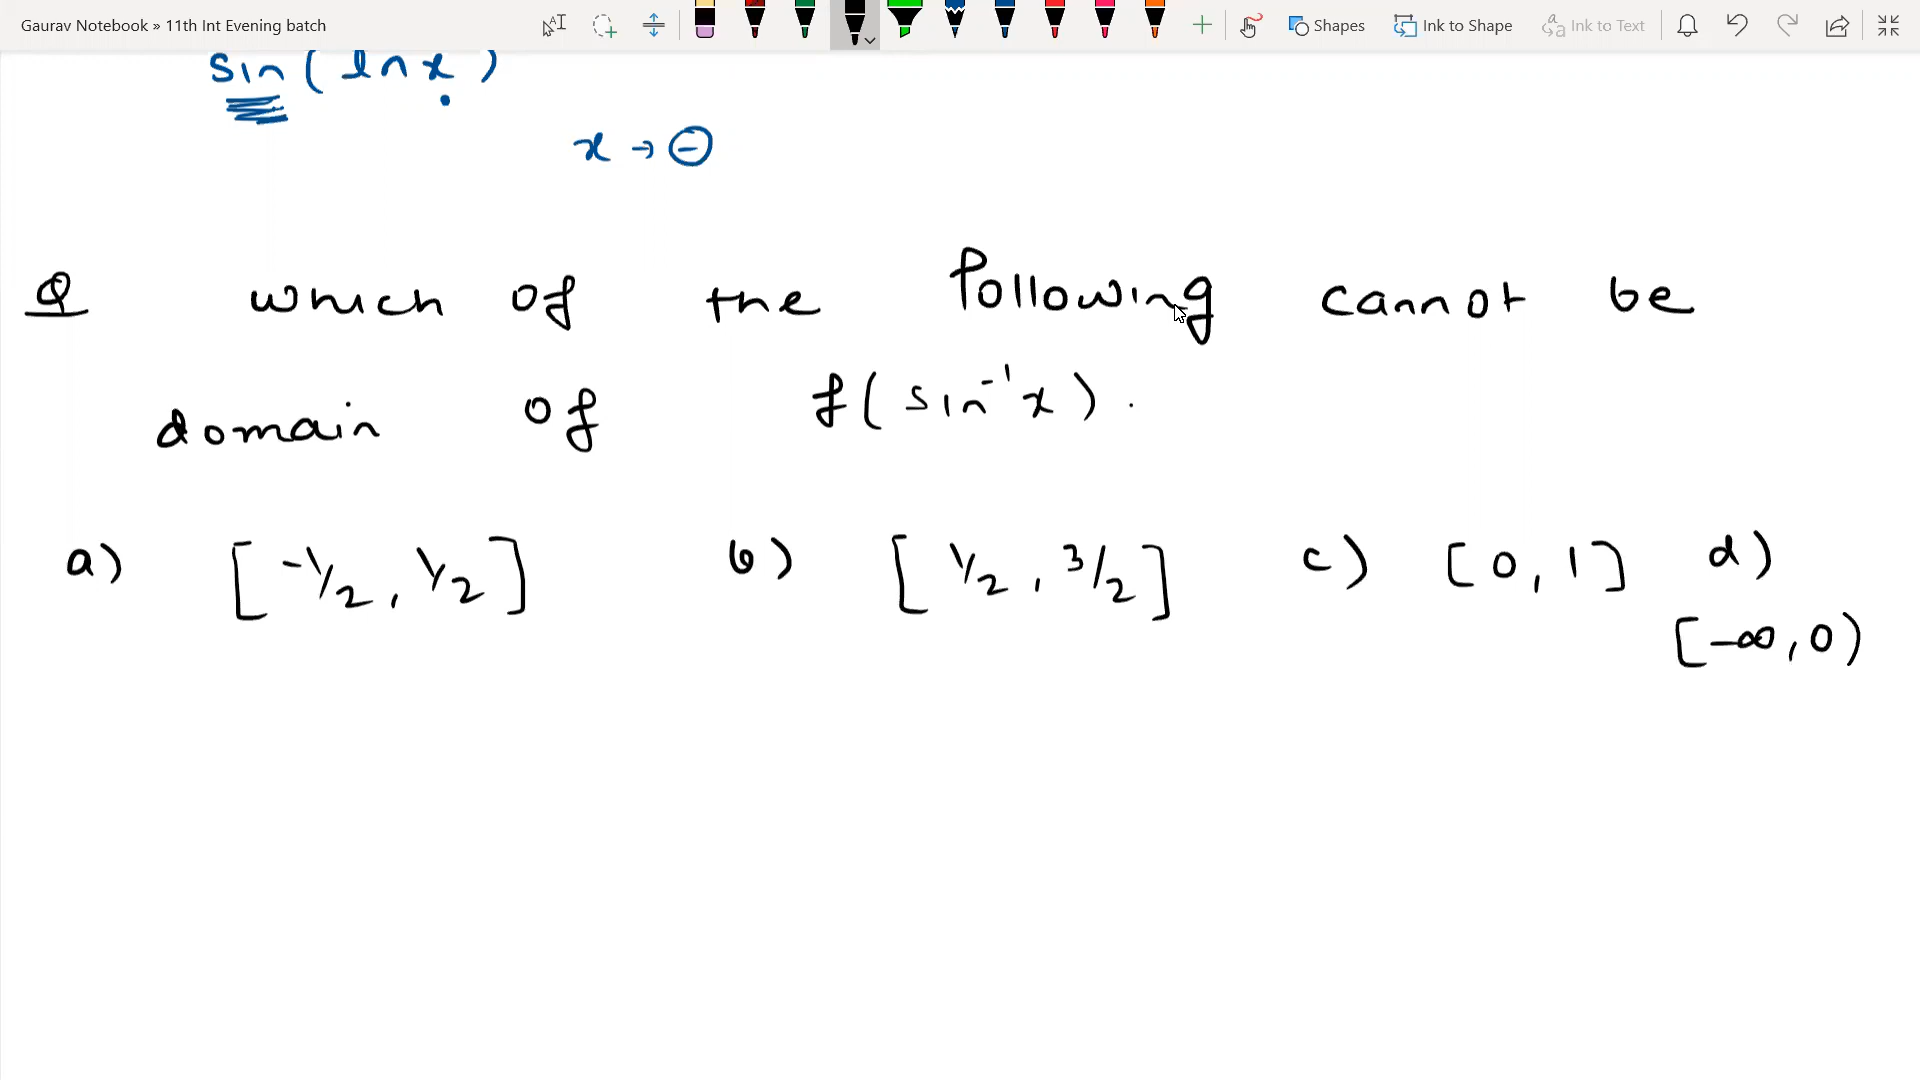 Gaurav Notebook » 11th Int Evening batch
Shapes
Ink to Shape
Ink to Text
sin(ln x)
x → ⊖
Q which of the following cannot be
domain of f(sin⁻¹x).
a) [-1/2, 1/2] b) [1/2, 3/2] c) [0, 1] d)
[-∞, 0)